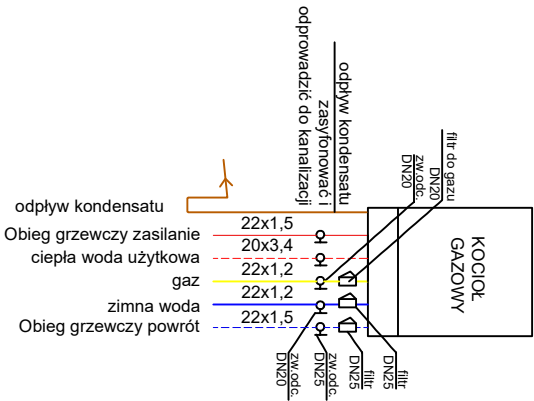 odpływ kondensatu
zasyfonować i
odprowadzić do kanalizacji
filtr do gazu
DN20
zw.odc.
DN20
KOCIOŁ
GAZOWY
odpływ kondensatu
Obieg grzewczy zasilanie
22x1,5
ciepła woda użytkowa
20x3,4
gaz
22x1,2
zimna woda
22x1,2
Obieg grzewczy powrót
22x1,5
zw.odc.
DN20
zw.odc.
DN25
filtr
DN25
filtr
DN25